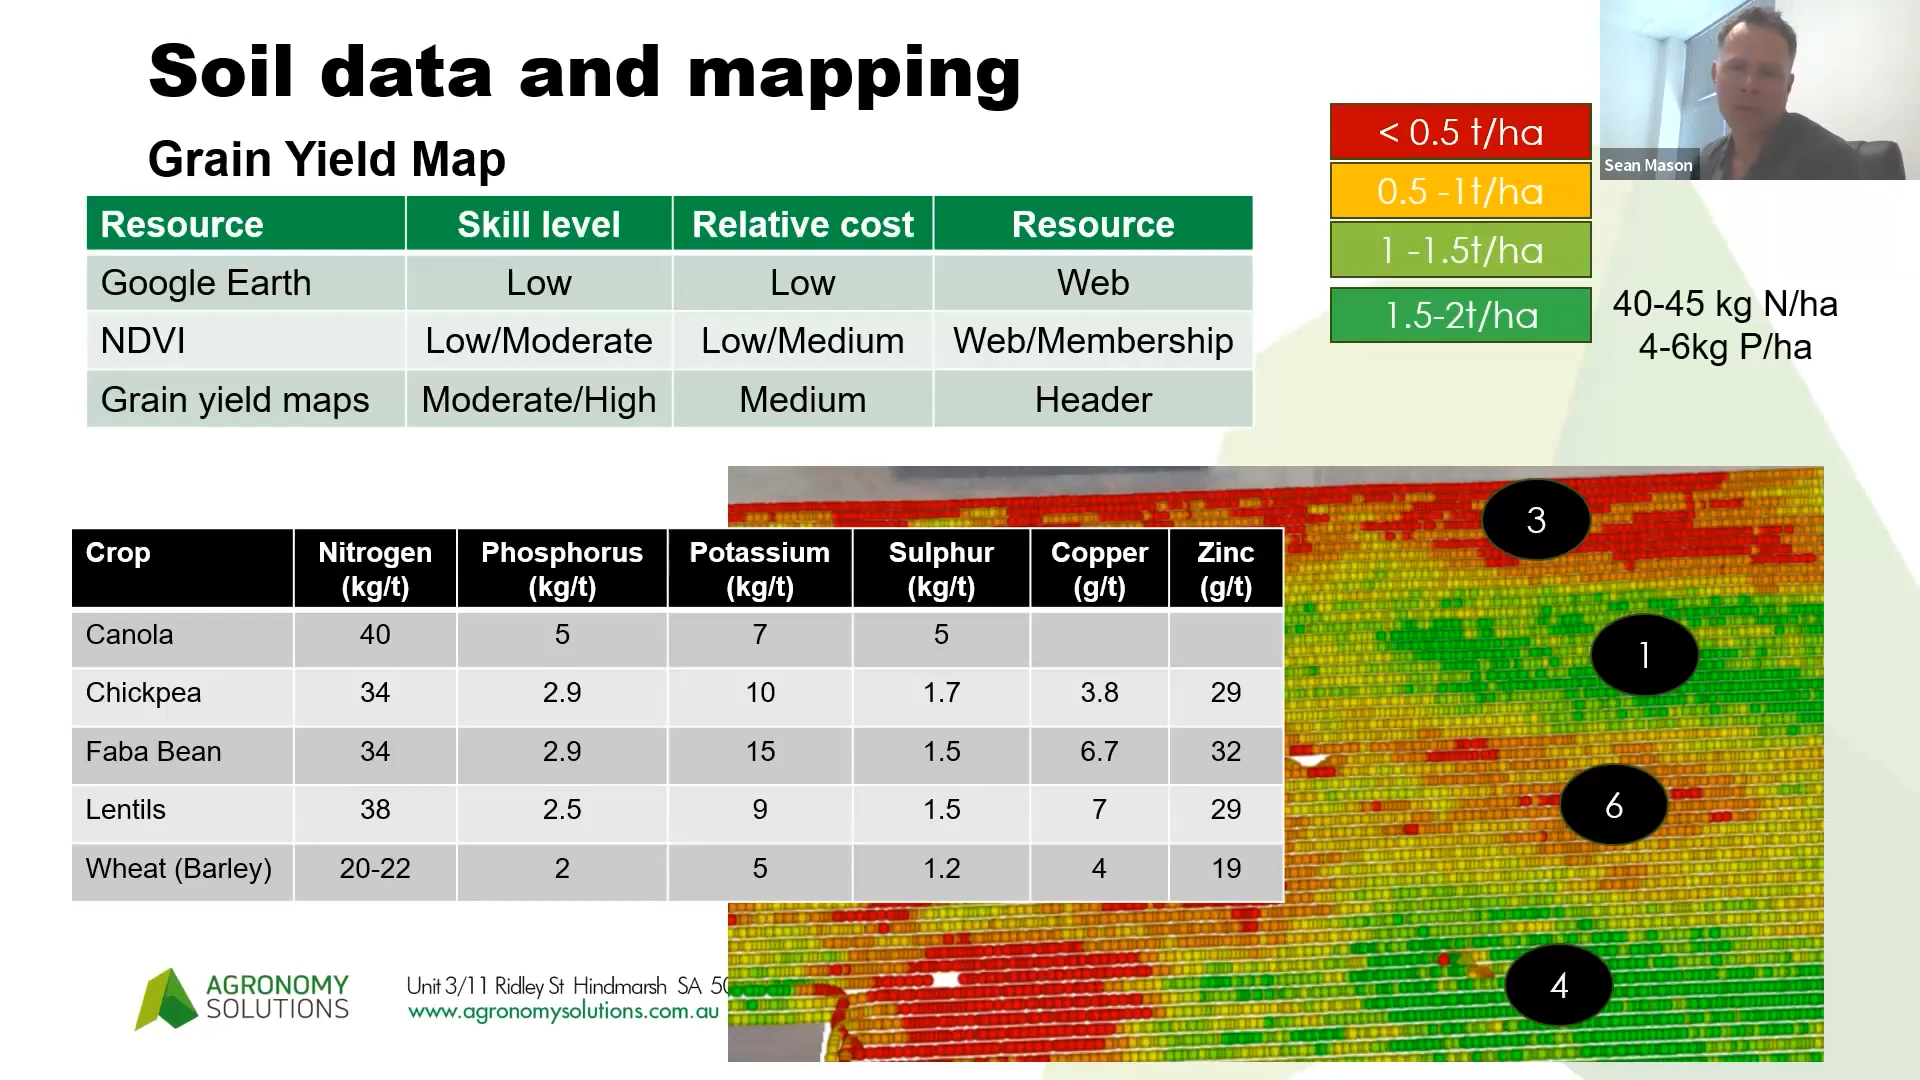 Soil data and mapping
Grain Yield Map
Sean Mason
Resource Skill level Relative cost Resource
Google Earth Low Low Web
NDVI Low/Moderate Low/Medium Web/Membership
Grain yield maps Moderate/High Medium Header
< 0.5 t/ha
0.5 -1t/ha
1 -1.5t/ha
1.5-2t/ha
40-45 kg N/ha
4-6kg P/ha
Crop Nitrogen (kg/t) Phosphorus (kg/t) Potassium (kg/t) Sulphur (kg/t) Copper (g/t) Zinc (g/t)
Canola 40 5 7 5
Chickpea 34 2.9 10 1.7 3.8 29
Faba Bean 34 2.9 15 1.5 6.7 32
Lentils 38 2.5 9 1.5 7 29
Wheat (Barley) 20-22 2 5 1.2 4 19
3
1
6
4
AGRONOMY
SOLUTIONS
Unit 3/11 Ridley St Hindmarsh SA
www.agronomysolutions.com.au